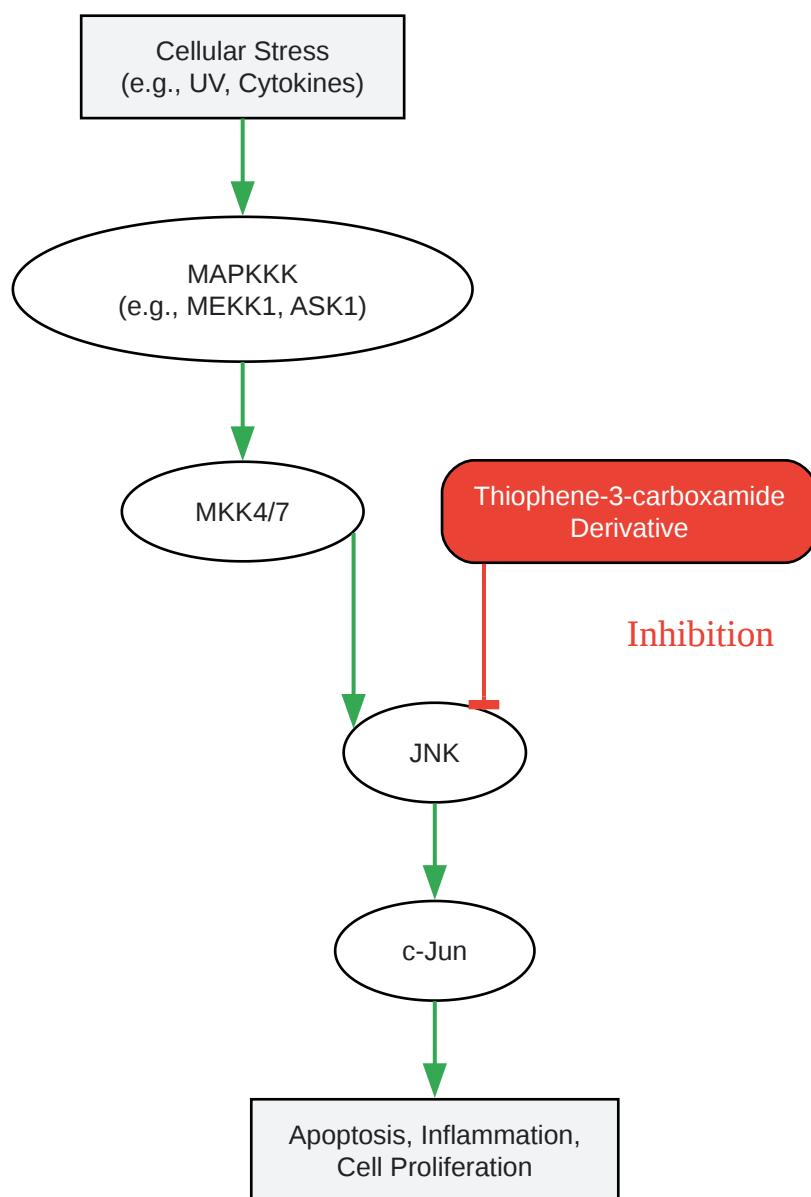 Cellular Stress
(e.g., UV, Cytokines)
MAPKKK
(e.g., MEKK1, ASK1)
MKK4/7
Thiophene-3-carboxamide
Derivative
Inhibition
JNK
c-Jun
Apoptosis, Inflammation,
Cell Proliferation